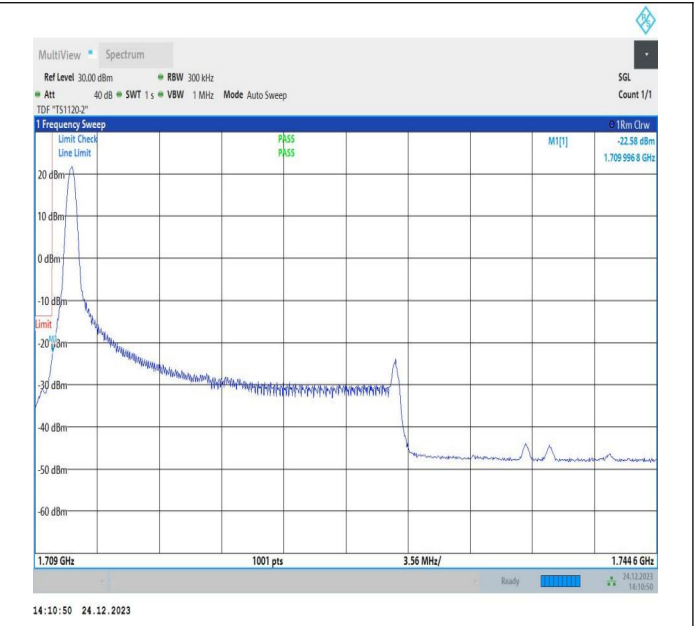 MultiView Spectrum
Ref Level 30.00 dBm RBW 300 kHz SGL
Att 40 dB SWT 1 s VBW 1 MHz Mode Auto Sweep Count 1/1
TDF "TS1120-2"
1 Frequency Sweep 1Rm Clrw
Limit Check PASS M1[1] -22.58 dBm
Line Limit PASS 1.709 996 8 GHz
20 dBm
10 dBm
0 dBm
-10 dBm
Limit
-20 dBm
-30 dBm
-40 dBm
-50 dBm
-60 dBm
1.709 GHz 1001 pts 3.56 MHz/ 1.744 6 GHz
Ready 24.12.2023
14:10:50
14:10:50 24.12.2023